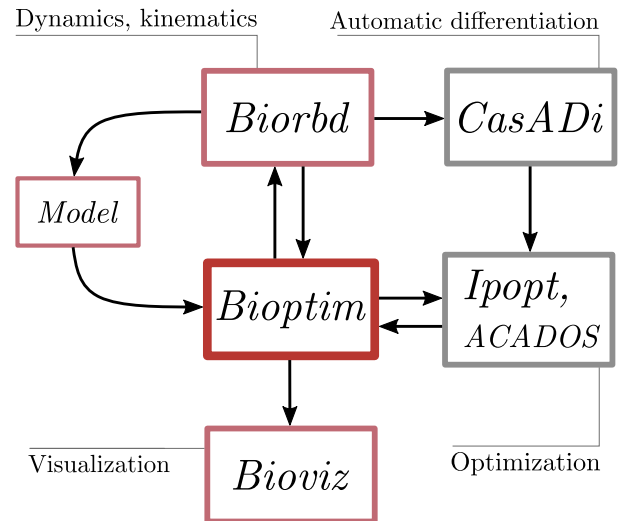 Dynamics, kinematics
Automatic differentiation
Biorbd
CasADi
Model
Bioptim
Ipopt,
ACADOS
Visualization
Bioviz
Optimization